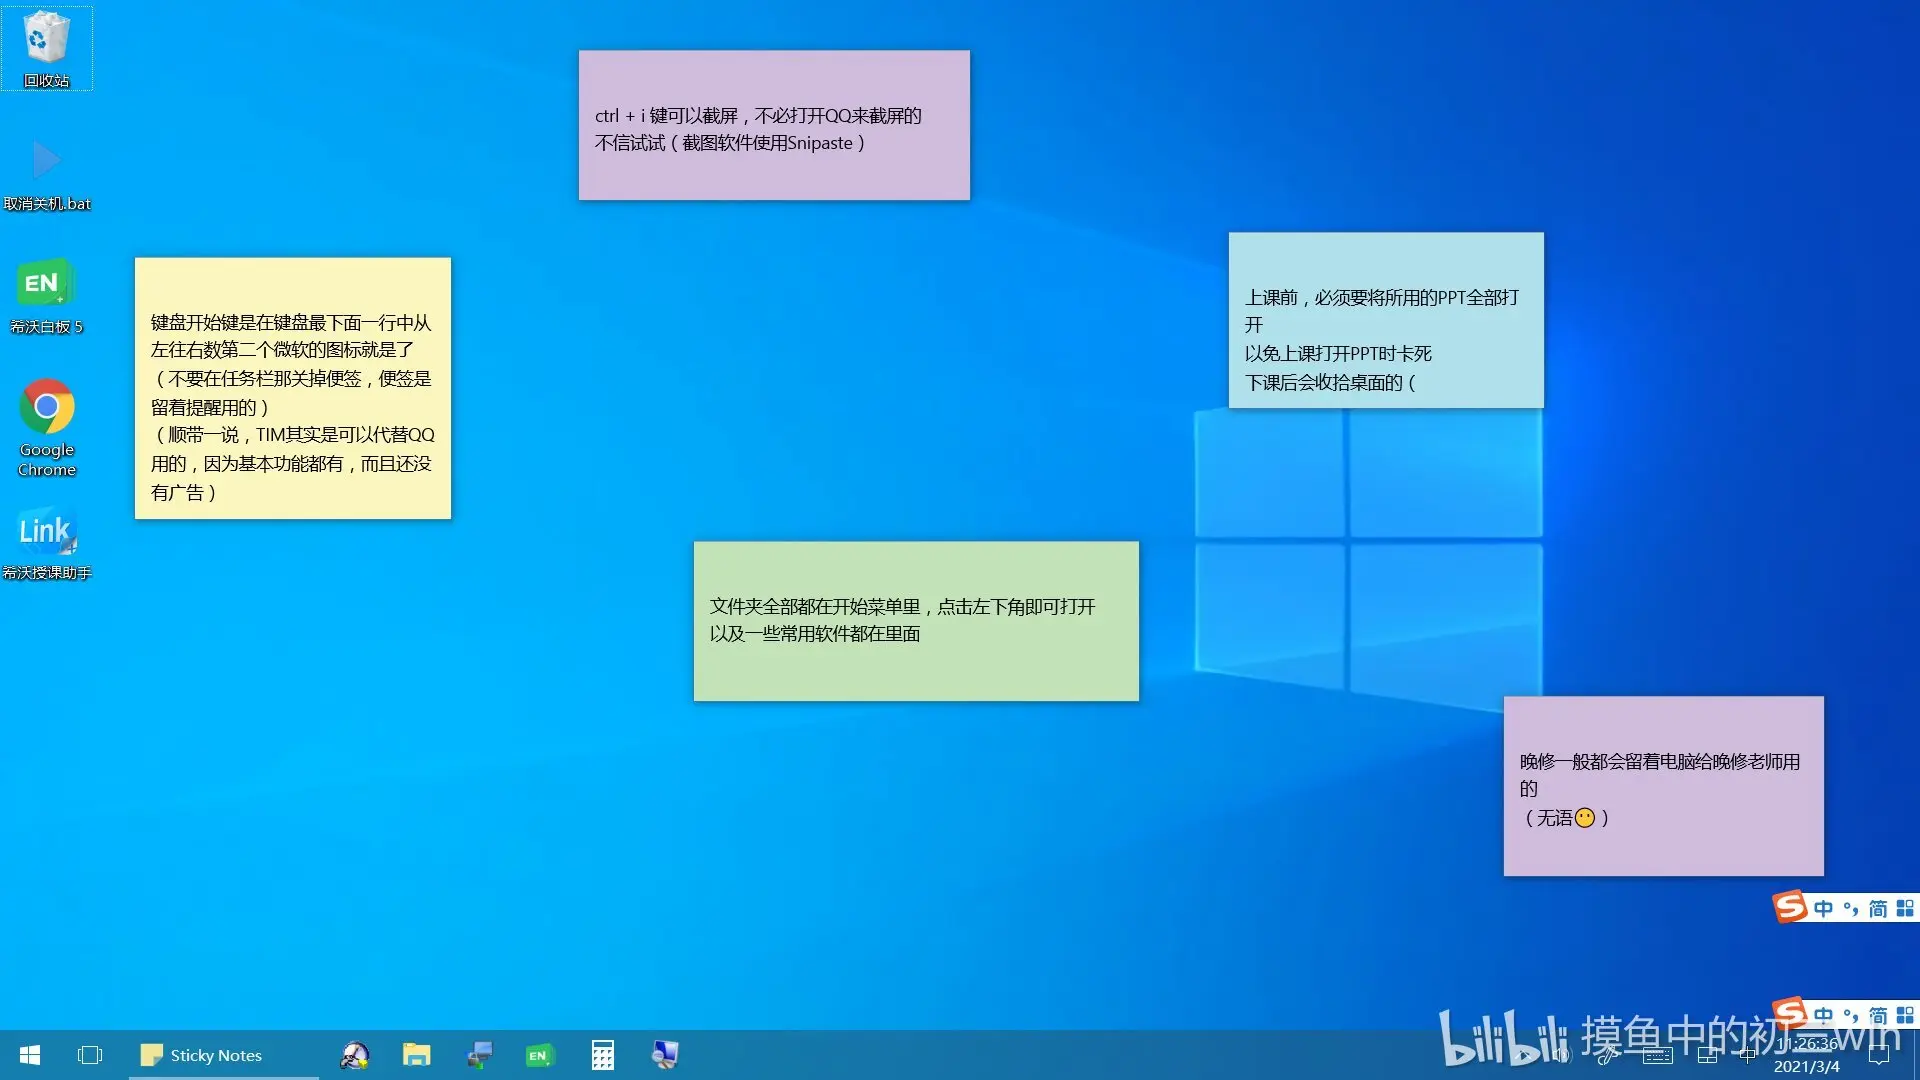 回收站
取消关机.bat
EN
希沃白板 5
Google
Chrome
Link
希沃授课助手
ctrl + i 键可以截屏，不必打开QQ来截屏的
不信试试（截图软件使用Snipaste）
键盘开始键是在键盘最下面一行中从
左往右数第二个微软的图标就是了
（不要在任务栏那关掉便签，便签是
留着提醒用的）
（顺带一说，TIM其实是可以代替QQ
用的，因为基本功能都有，而且还没
有广告）
上课前，必须要将所用的PPT全部打
开
以免上课打开PPT时卡死
下课后会收拾桌面的（
文件夹全部都在开始菜单里，点击左下角即可打开
以及一些常用软件都在里面
晚修一般都会留着电脑给晚修老师用
的
（无语😶）
S 中 °, 简
S 中 °, 简
bilibili 摸鱼中的初三win
Sticky Notes
EN
中
11:26:36
2021/3/4